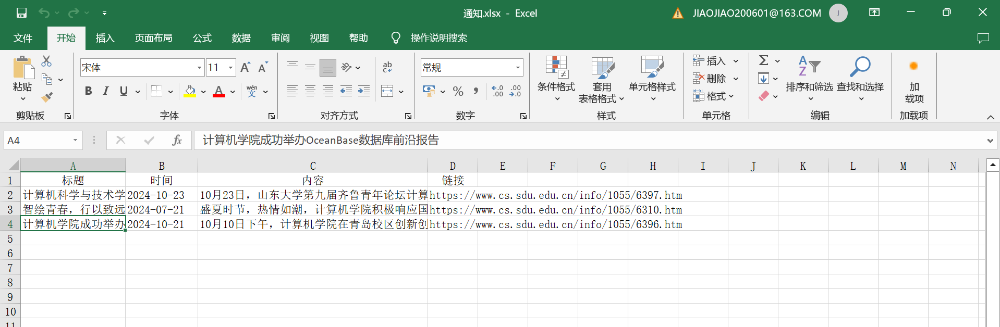 通知.xlsx - Excel
JIAOJIAO200601@163.COM
J
文件 开始 插入 页面布局 公式 数据 审阅 视图 帮助 操作说明搜索
宋体 11 常规
粘贴
B I U A wén 文
ab c
% , .00
条件格式 套用表格格式 单元格样式
插入
删除
格式
Σ
排序和筛选 查找和选择
加载项
剪贴板 字体 对齐方式 数字 样式 单元格 编辑 加载项
A4 fx 计算机学院成功举办OceanBase数据库前沿报告
A B C D E F G H I J K L M N
1 标题 时间 内容 链接
2 计算机科学与技术学 2024-10-23 10月23日，山东大学第九届齐鲁青年论坛计算 https://www.cs.sdu.edu.cn/info/1055/6397.htm
3 智绘青春，行以致远 2024-07-21 盛夏时节，热情如潮，计算机学院积极响应国 https://www.cs.sdu.edu.cn/info/1055/6310.htm
4 计算机学院成功举办 2024-10-21 10月10日下午，计算机学院在青岛校区创新创 https://www.cs.sdu.edu.cn/info/1055/6396.htm
5
6
7
8
9
10
11